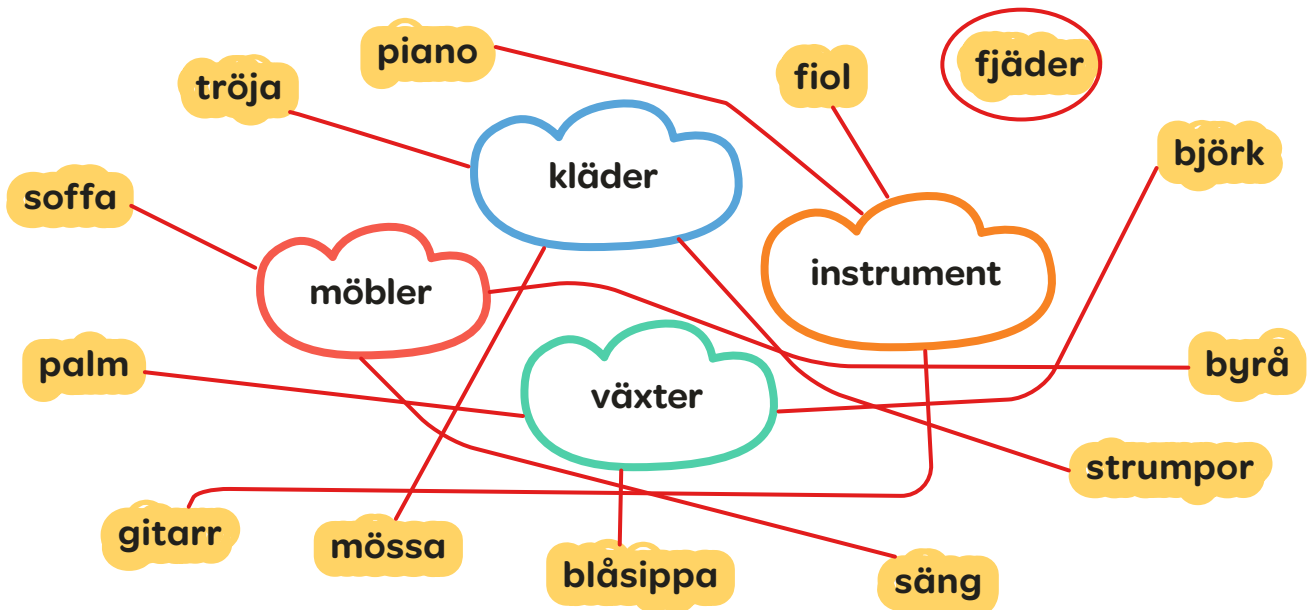 piano
fiol
fjäder
tröja
björk
kläder
soffa
instrument
möbler
palm
byrå
växter
strumpor
gitarr
mössa
blåsippa
säng